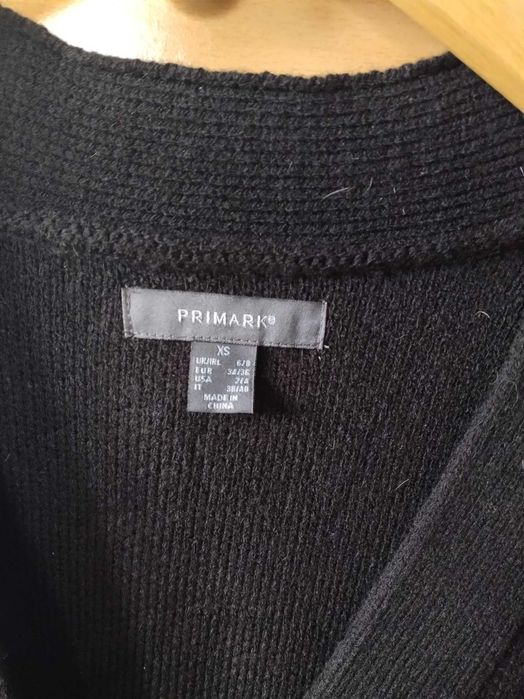 PRIMARK®
XS
UK/IRL 6/8
EUR 34/36
USA 2/4
IT 38/40
MADE IN
CHINA